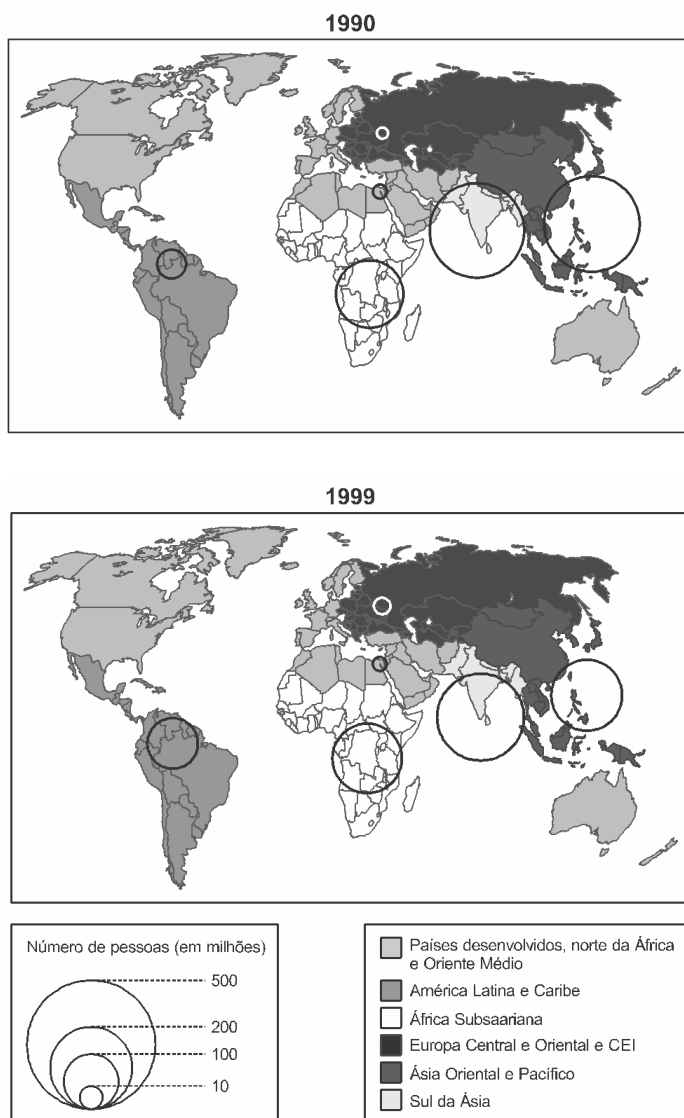 1990
1999
Número de pessoas (em milhões)
500
200
100
10
Países desenvolvidos, norte da África
e Oriente Médio
América Latina e Caribe
África Subsaariana
Europa Central e Oriental e CEI
Ásia Oriental e Pacífico
Sul da Ásia